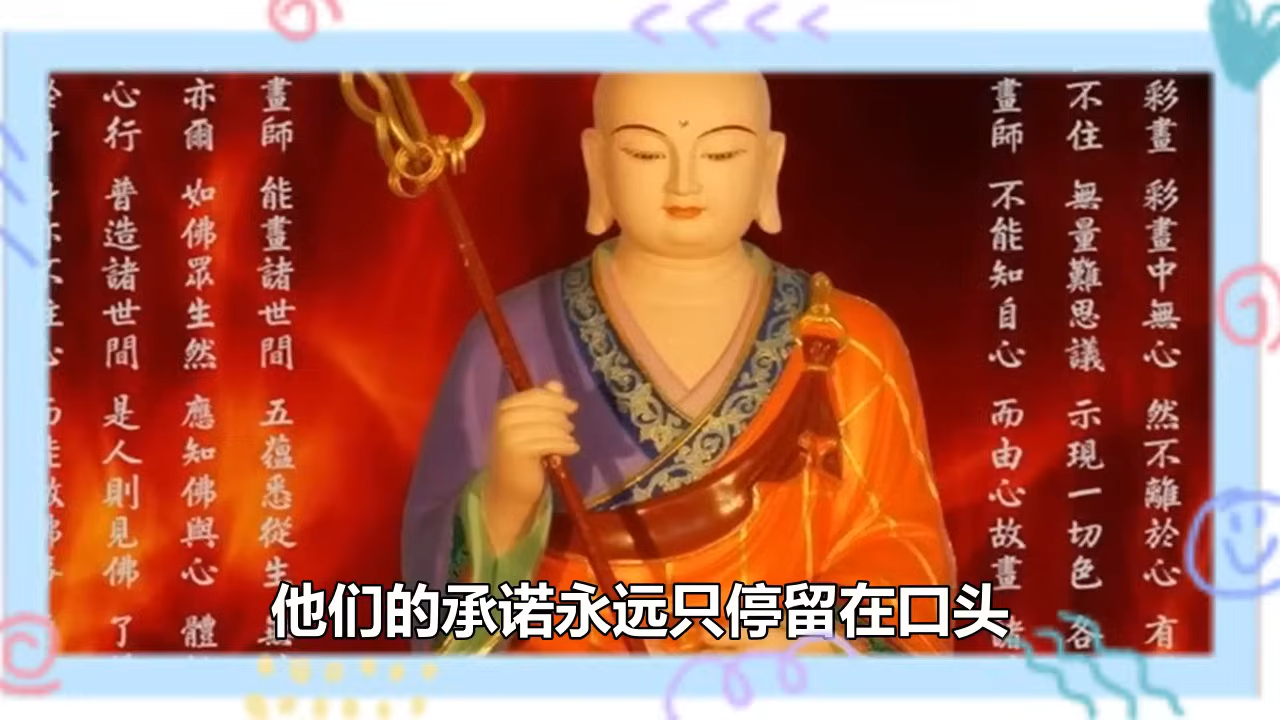 彩畫 彩畫中無心 然不離於心 有
不住 無量難思議 示現一切色 各
畫師 不能知自心 而由心故畫 諸
畫師 能畫諸世間 五蘊悉從生
亦爾 如佛眾生然 應知佛與心 體
心行 普造諸世間 是人則見佛 了
他们的承诺永远只停留在口头